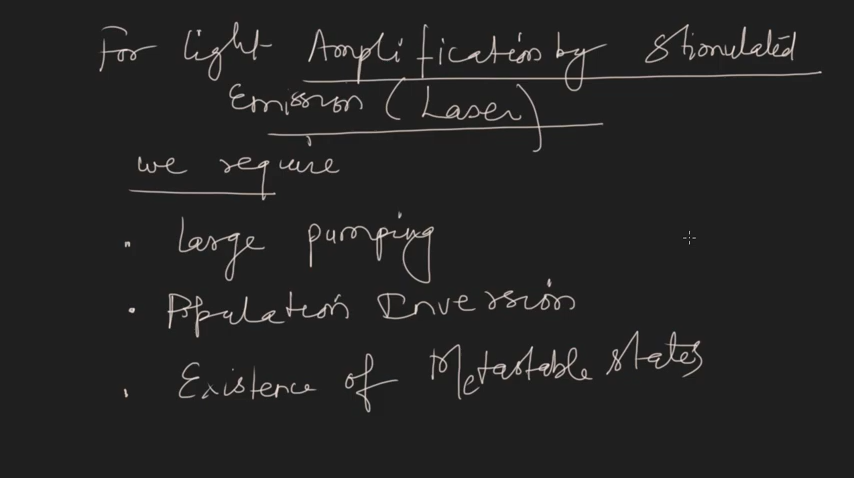 For light Amplification by Stimulated
Emission (Laser)
we require
. Large pumping
. Population Inversion
. Existence of Metastable states